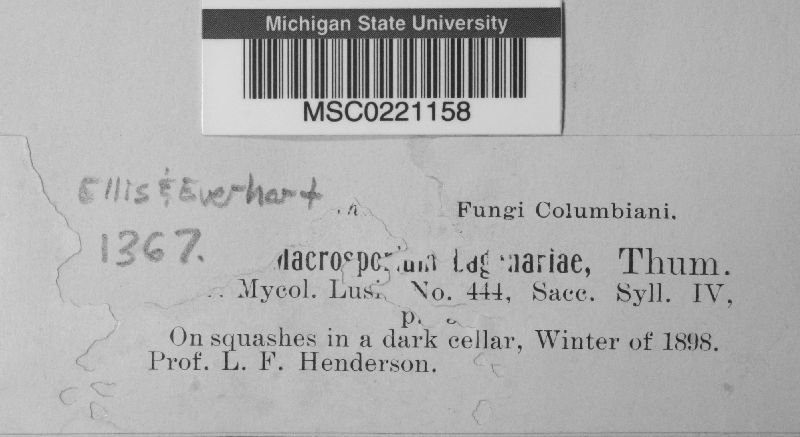 Michigan State University
MSC0221158
Ellis & Everhart
Fungi Columbiani.
1367.
Thum.
Mycol. No. 444, Sacc. Syll. IV,
On squashes in a dark cellar, Winter of 1898.
Prof. L. F. Henderson.